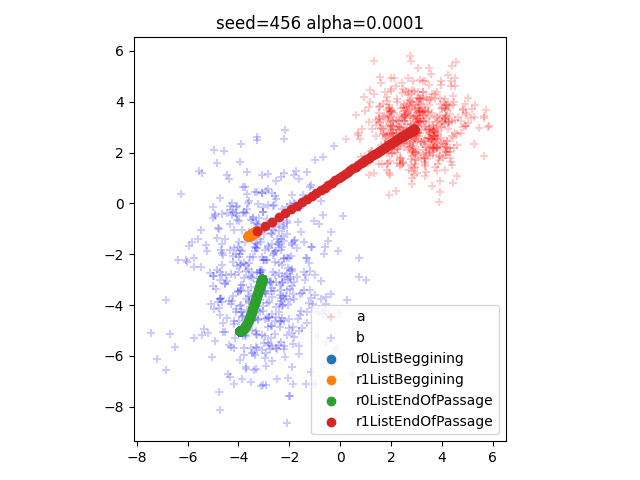 seed=456 alpha=0.0001
6
4
2
0
−2
−4
−6
−8
−8 −6 −4 −2 0 2 4 6
a
b
r0ListBeggining
r1ListBeggining
r0ListEndOfPassage
r1ListEndOfPassage